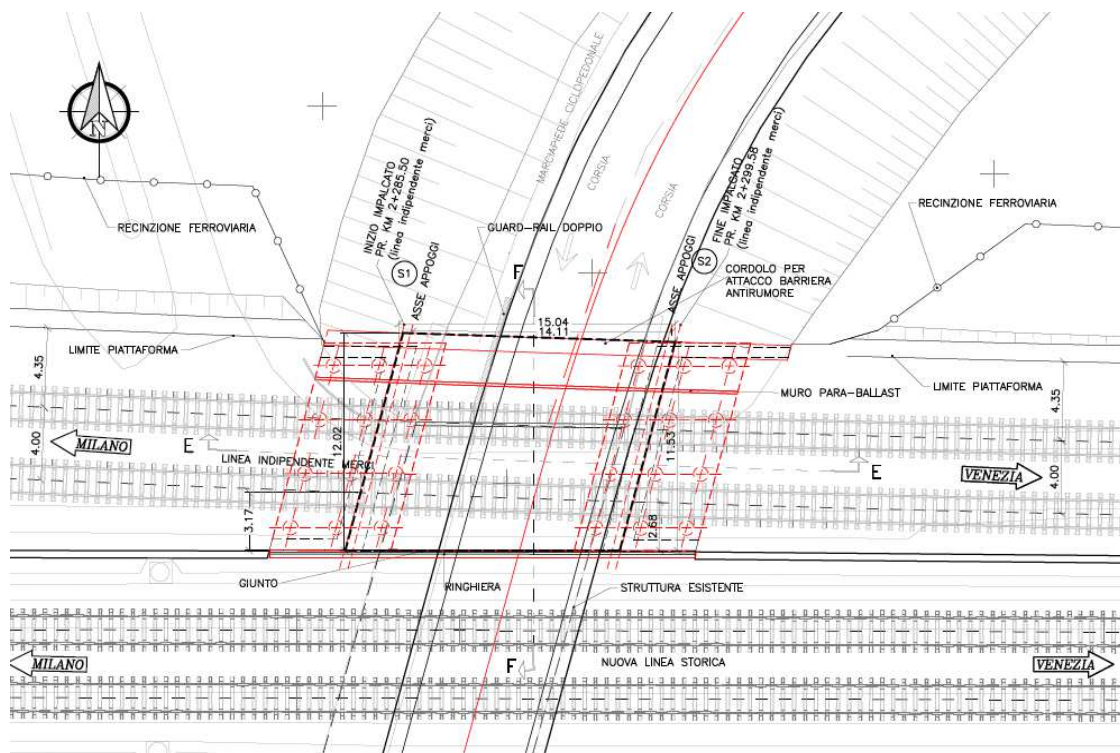 N
RECINZIONE FERROVIARIA
INIZIO IMPALCATO
PR. KM 2+285.50
(linea indipendente merci)
S1
ASSE APPOGGI
MARCIAPIEDE CICLOPEDONALE
CORSIA
CORSIA
GUARD-RAIL DOPPIO
F
ASSE APPOGGI
S2
FINE IMPALCATO
PR. KM 2+299.58
(linea indipendente merci)
CORDOLO PER
ATTACCO BARRIERA
ANTIRUMORE
RECINZIONE FERROVIARIA
15.04
14.11
LIMITE PIATTAFORMA
LIMITE PIATTAFORMA
MURO PARA-BALLAST
4.35
4.35
4.00
MILANO
E
LINEA INDIPENDENTE MERCI
12.02
11.53
E
VENEZIA
4.00
3.17
2.68
GIUNTO
RINGHIERA
STRUTTURA ESISTENTE
MILANO
F
NUOVA LINEA STORICA
VENEZIA